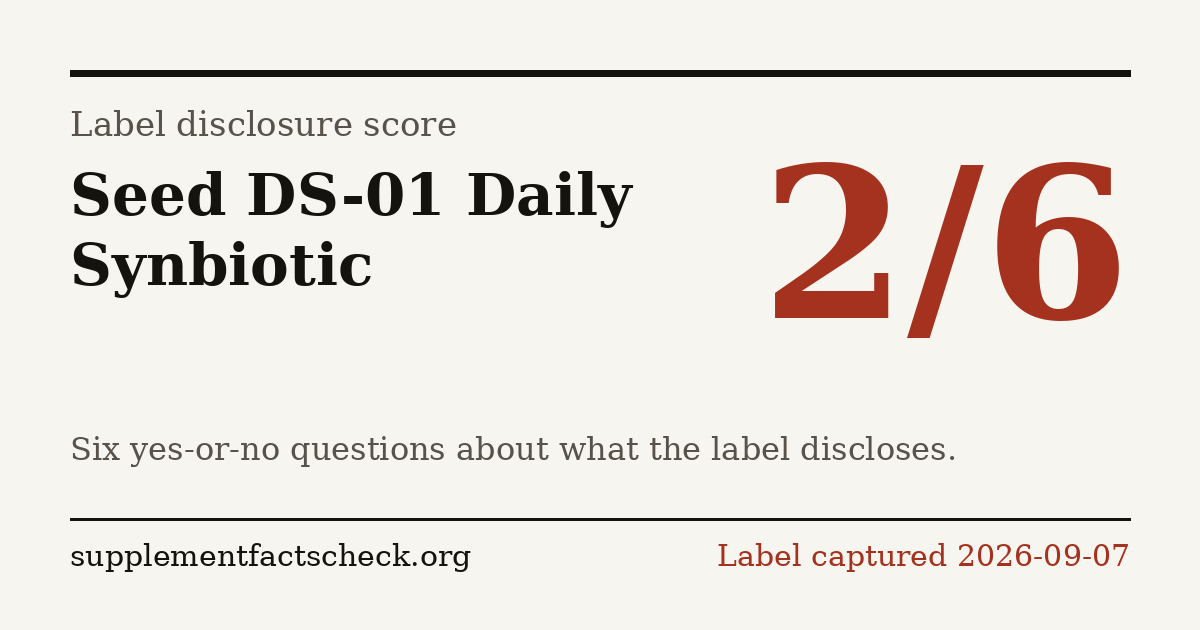 Label disclosure score
Seed DS-01 Daily
Synbiotic
2/6
Six yes-or-no questions about what the label discloses.
supplementfactscheck.org
Label captured 2026-09-07